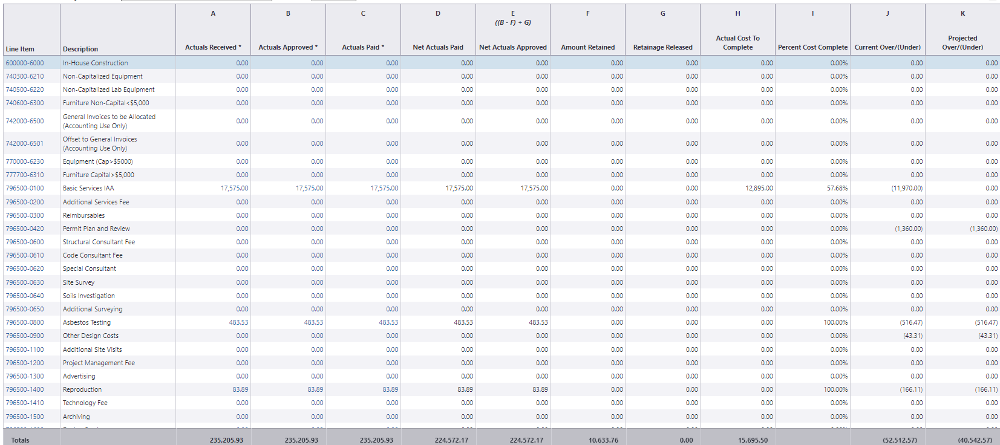 A B C D E F G H I J K
((B - F) + G)
Actual Cost To Projected
Line Item Description Actuals Received * Actuals Approved * Actuals Paid * Net Actuals Paid Net Actuals Approved Amount Retained Retainage Released Complete Percent Cost Complete Current Over/(Under) Over/(Under)
600000-6000 In-House Construction 0.00 0.00 0.00 0.00 0.00 0.00 0.00 0.00 0.00% 0.00 0.00
740300-6210 Non-Capitalized Equipment 0.00 0.00 0.00 0.00 0.00 0.00 0.00 0.00 0.00% 0.00 0.00
740500-6220 Non-Capitalized Lab Equipment 0.00 0.00 0.00 0.00 0.00 0.00 0.00 0.00 0.00% 0.00 0.00
740600-6300 Furniture Non-Capital<$5,000 0.00 0.00 0.00 0.00 0.00 0.00 0.00 0.00 0.00% 0.00 0.00
General Invoices to be Allocated
742000-6500 (Accounting Use Only) 0.00 0.00 0.00 0.00 0.00 0.00 0.00 0.00 0.00% 0.00 0.00
Offset to General Invoices
742000-6501 (Accounting Use Only) 0.00 0.00 0.00 0.00 0.00 0.00 0.00 0.00 0.00% 0.00 0.00
770000-6230 Equipment (Cap>$5000) 0.00 0.00 0.00 0.00 0.00 0.00 0.00 0.00 0.00% 0.00 0.00
777700-6310 Furniture Capital>$5,000 0.00 0.00 0.00 0.00 0.00 0.00 0.00 0.00 0.00% 0.00 0.00
796500-0100 Basic Services IAA 17,575.00 17,575.00 17,575.00 17,575.00 17,575.00 0.00 0.00 12,895.00 57.68% (11,970.00) 0.00
796500-0200 Additional Services Fee 0.00 0.00 0.00 0.00 0.00 0.00 0.00 0.00 0.00% 0.00 0.00
796500-0300 Reimbursables 0.00 0.00 0.00 0.00 0.00 0.00 0.00 0.00 0.00% 0.00 0.00
796500-0420 Permit Plan and Review 0.00 0.00 0.00 0.00 0.00 0.00 0.00 0.00 0.00% (1,360.00) (1,360.00)
796500-0600 Structural Consultant Fee 0.00 0.00 0.00 0.00 0.00 0.00 0.00 0.00 0.00% 0.00 0.00
796500-0610 Code Consultant Fee 0.00 0.00 0.00 0.00 0.00 0.00 0.00 0.00 0.00% 0.00 0.00
796500-0620 Special Consultant 0.00 0.00 0.00 0.00 0.00 0.00 0.00 0.00 0.00% 0.00 0.00
796500-0630 Site Survey 0.00 0.00 0.00 0.00 0.00 0.00 0.00 0.00 0.00% 0.00 0.00
796500-0640 Soils Investigation 0.00 0.00 0.00 0.00 0.00 0.00 0.00 0.00 0.00% 0.00 0.00
796500-0650 Additional Surveying 0.00 0.00 0.00 0.00 0.00 0.00 0.00 0.00 0.00% 0.00 0.00
796500-0800 Asbestos Testing 483.53 483.53 483.53 483.53 483.53 0.00 0.00 0.00 100.00% (516.47) (516.47)
796500-0900 Other Design Costs 0.00 0.00 0.00 0.00 0.00 0.00 0.00 0.00 0.00% (43.31) (43.31)
796500-1100 Additional Site Visits 0.00 0.00 0.00 0.00 0.00 0.00 0.00 0.00 0.00% 0.00 0.00
796500-1200 Project Management Fee 0.00 0.00 0.00 0.00 0.00 0.00 0.00 0.00 0.00% 0.00 0.00
796500-1300 Advertising 0.00 0.00 0.00 0.00 0.00 0.00 0.00 0.00 0.00% 0.00 0.00
796500-1400 Reproduction 83.89 83.89 83.89 83.89 83.89 0.00 0.00 0.00 100.00% (166.11) (166.11)
796500-1410 Technology Fee 0.00 0.00 0.00 0.00 0.00 0.00 0.00 0.00 0.00% 0.00 0.00
796500-1500 Archiving 0.00 0.00 0.00 0.00 0.00 0.00 0.00 0.00 0.00% 0.00 0.00
Totals 235,205.93 235,205.93 235,205.93 224,572.17 224,572.17 10,633.76 0.00 15,695.50 (52,512.57) (40,542.57)